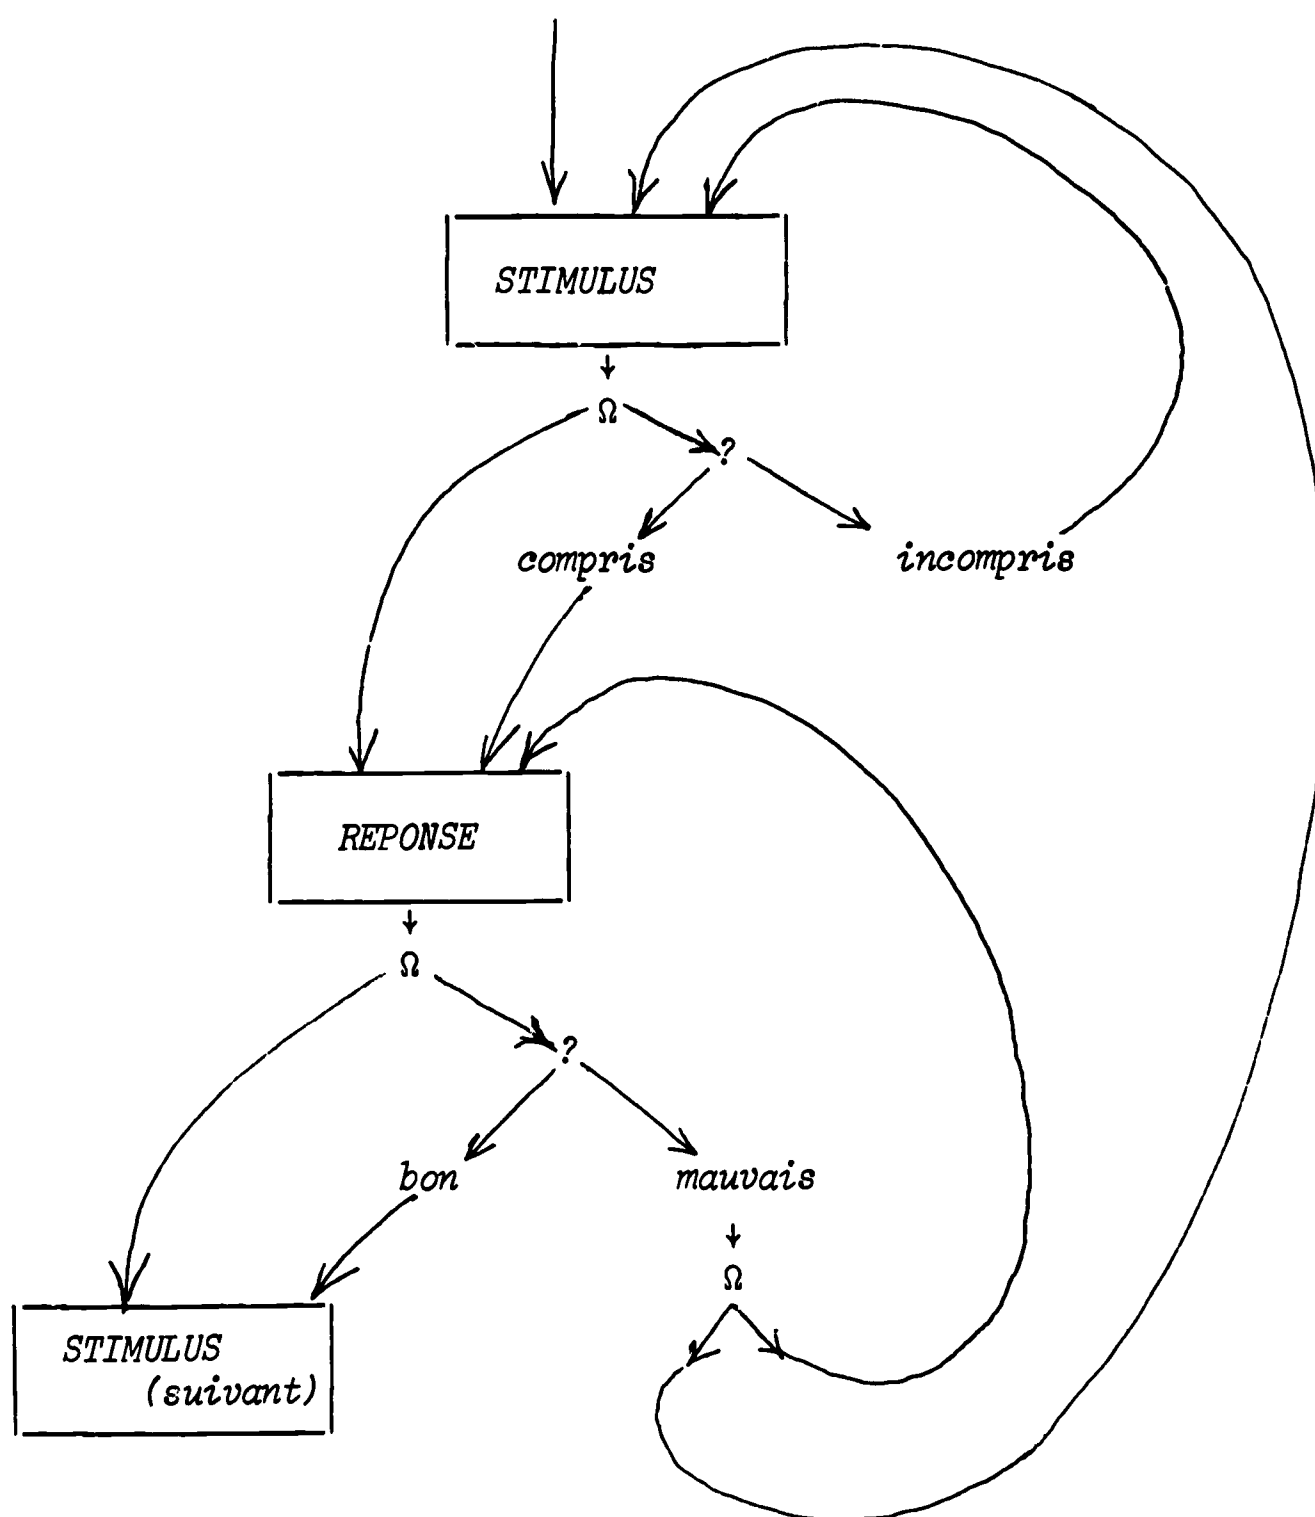 STIMULUS
Ω
?
compris
incompris
REPONSE
Ω
?
bon
mauvais
Ω
STIMULUS
(suivant)